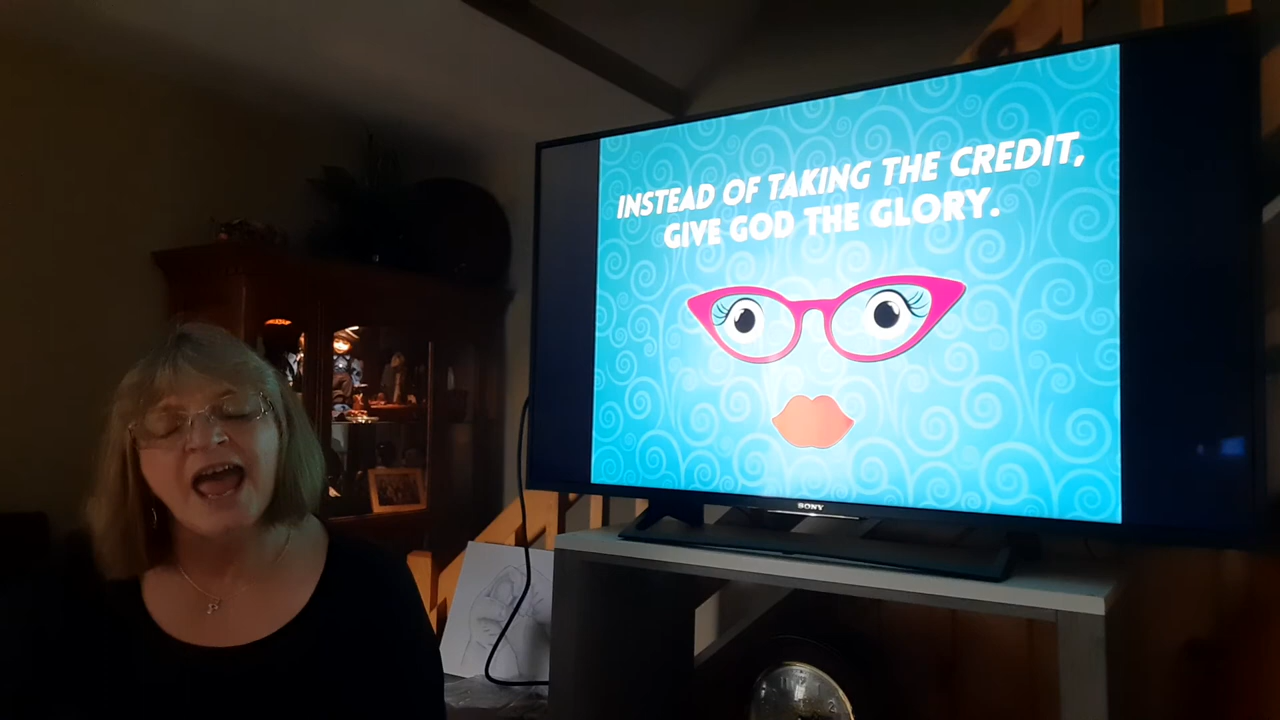 INSTEAD OF TAKING THE CREDIT,
GIVE GOD THE GLORY.
SONY